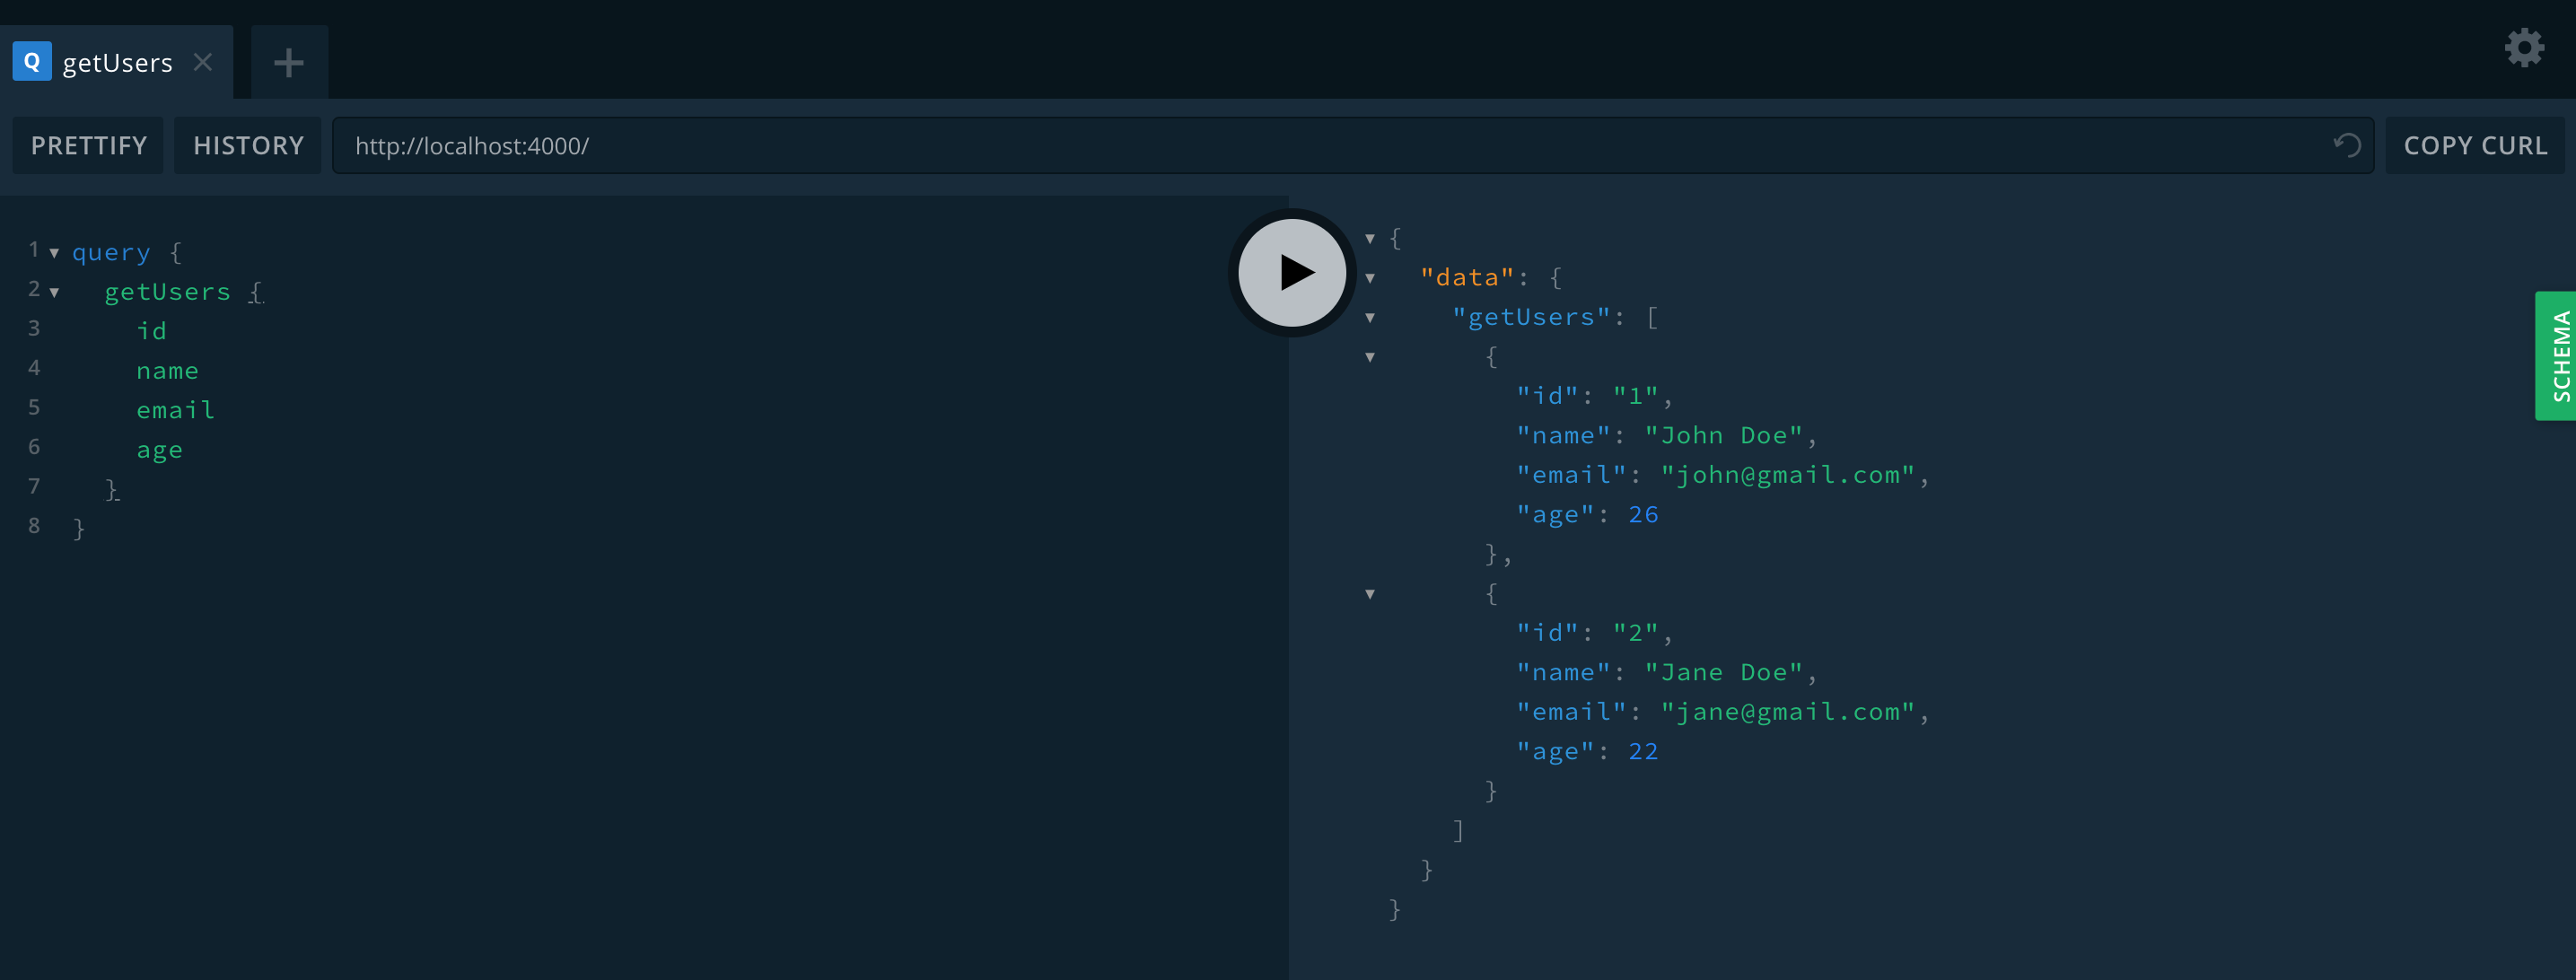 Q getUsers
PRETTIFY HISTORY http://localhost:4000/ COPY CURL
1 query {
2 getUsers {
3 id
4 name
5 email
6 age
7 }
8 }
{
"data": {
"getUsers": [
{
"id": "1",
"name": "John Doe",
"email": "john@gmail.com",
"age": 26
},
{
"id": "2",
"name": "Jane Doe",
"email": "jane@gmail.com",
"age": 22
}
]
}
}
SCHEMA